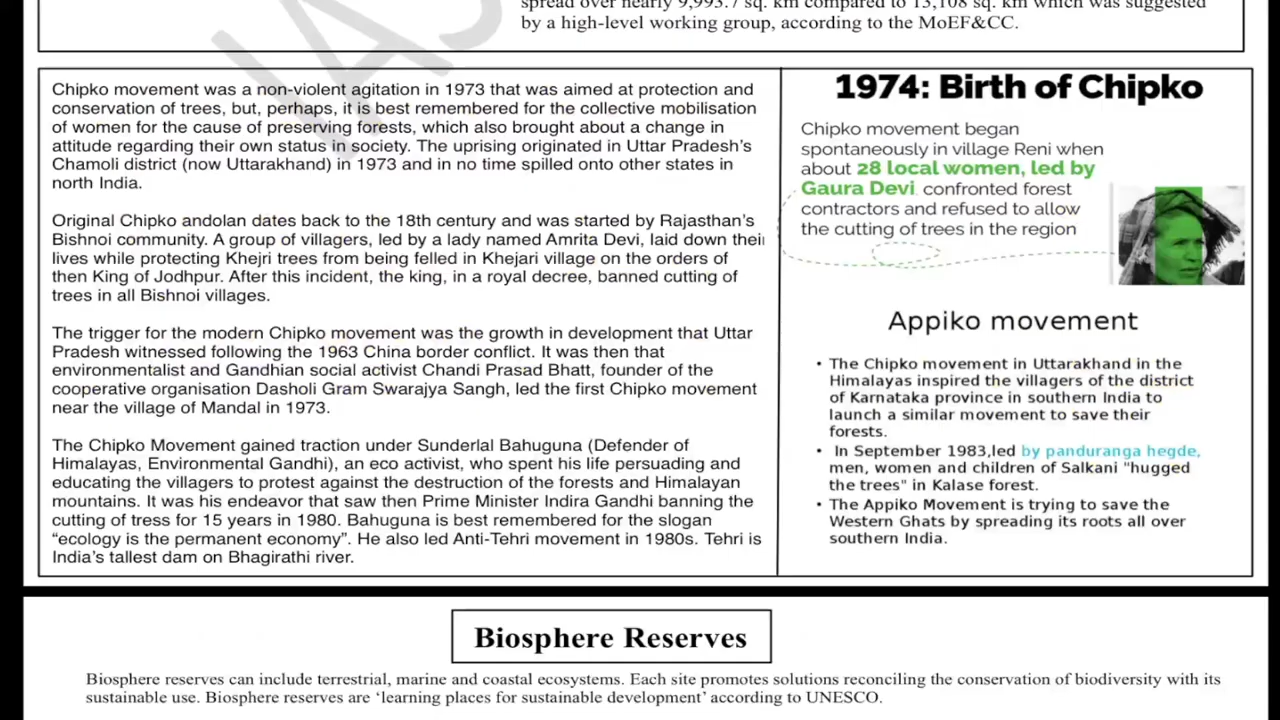 spread over nearly 9,993.7 sq. km compared to 13,108 sq. km which was suggested
by a high-level working group, according to the MoEF&CC.
IAS
Chipko movement was a non-violent agitation in 1973 that was aimed at protection and
conservation of trees, but, perhaps, it is best remembered for the collective mobilisation
of women for the cause of preserving forests, which also brought about a change in
attitude regarding their own status in society. The uprising originated in Uttar Pradesh’s
Chamoli district (now Uttarakhand) in 1973 and in no time spilled onto other states in
north India.
Original Chipko andolan dates back to the 18th century and was started by Rajasthan’s
Bishnoi community. A group of villagers, led by a lady named Amrita Devi, laid down their
lives while protecting Khejri trees from being felled in Khejari village on the orders of
then King of Jodhpur. After this incident, the king, in a royal decree, banned cutting of
trees in all Bishnoi villages.
The trigger for the modern Chipko movement was the growth in development that Uttar
Pradesh witnessed following the 1963 China border conflict. It was then that
environmentalist and Gandhian social activist Chandi Prasad Bhatt, founder of the
cooperative organisation Dasholi Gram Swarajya Sangh, led the first Chipko movement
near the village of Mandal in 1973.
The Chipko Movement gained traction under Sunderlal Bahuguna (Defender of
Himalayas, Environmental Gandhi), an eco activist, who spent his life persuading and
educating the villagers to protest against the destruction of the forests and Himalayan
mountains. It was his endeavor that saw then Prime Minister Indira Gandhi banning the
cutting of tress for 15 years in 1980. Bahuguna is best remembered for the slogan
“ecology is the permanent economy”. He also led Anti-Tehri movement in 1980s. Tehri is
India’s tallest dam on Bhagirathi river.
1974: Birth of Chipko
Chipko movement began
spontaneously in village Reni when
about 28 local women, led by
Gaura Devi, confronted forest
contractors and refused to allow
the cutting of trees in the region
Appiko movement
• The Chipko movement in Uttarakhand in the
Himalayas inspired the villagers of the district
of Karnataka province in southern India to
launch a similar movement to save their
forests.
• In September 1983,led by panduranga hegde,
men, women and children of Salkani "hugged
the trees" in Kalase forest.
• The Appiko Movement is trying to save the
Western Ghats by spreading its roots all over
southern India.
Biosphere Reserves
Biosphere reserves can include terrestrial, marine and coastal ecosystems. Each site promotes solutions reconciling the conservation of biodiversity with its
sustainable use. Biosphere reserves are ‘learning places for sustainable development’ according to UNESCO.